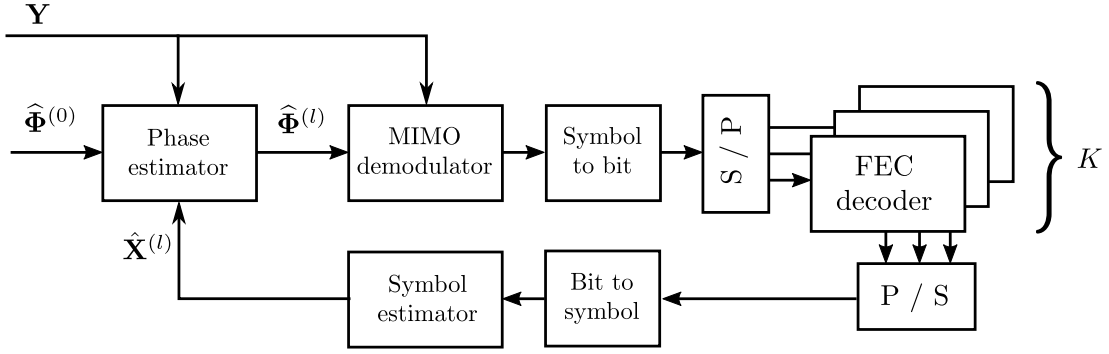 Y
Φ̂⁽⁰⁾
Phase
estimator
Φ̂⁽ˡ⁾
MIMO
demodulator
Symbol
to bit
S / P
FEC
decoder
K
X̂⁽ˡ⁾
Symbol
estimator
Bit to
symbol
P / S